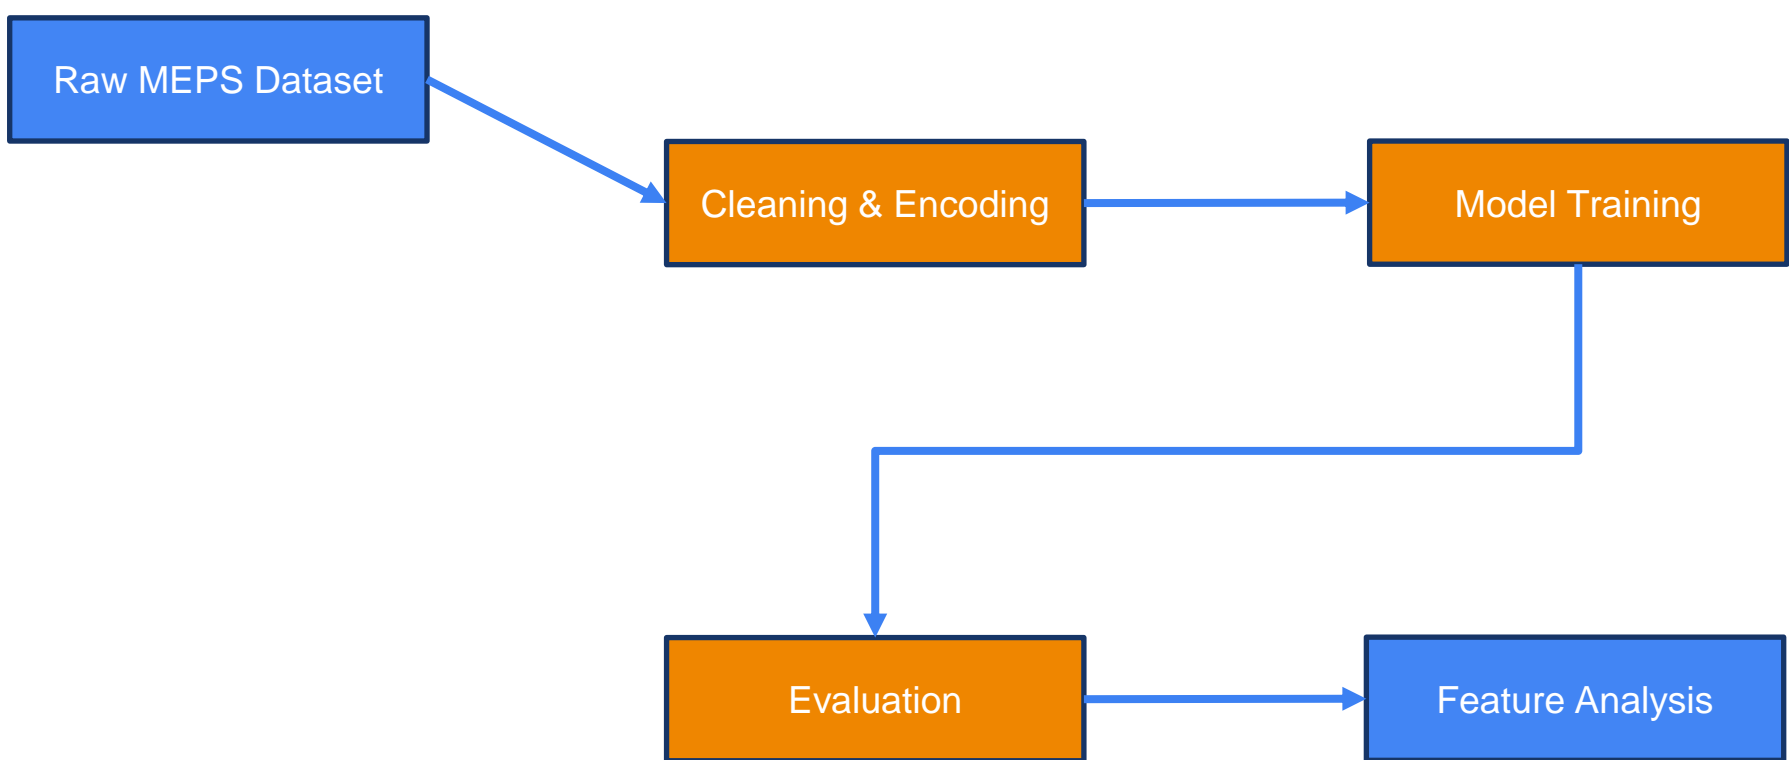 Raw MEPS Dataset
Cleaning & Encoding
Model Training
Evaluation
Feature Analysis